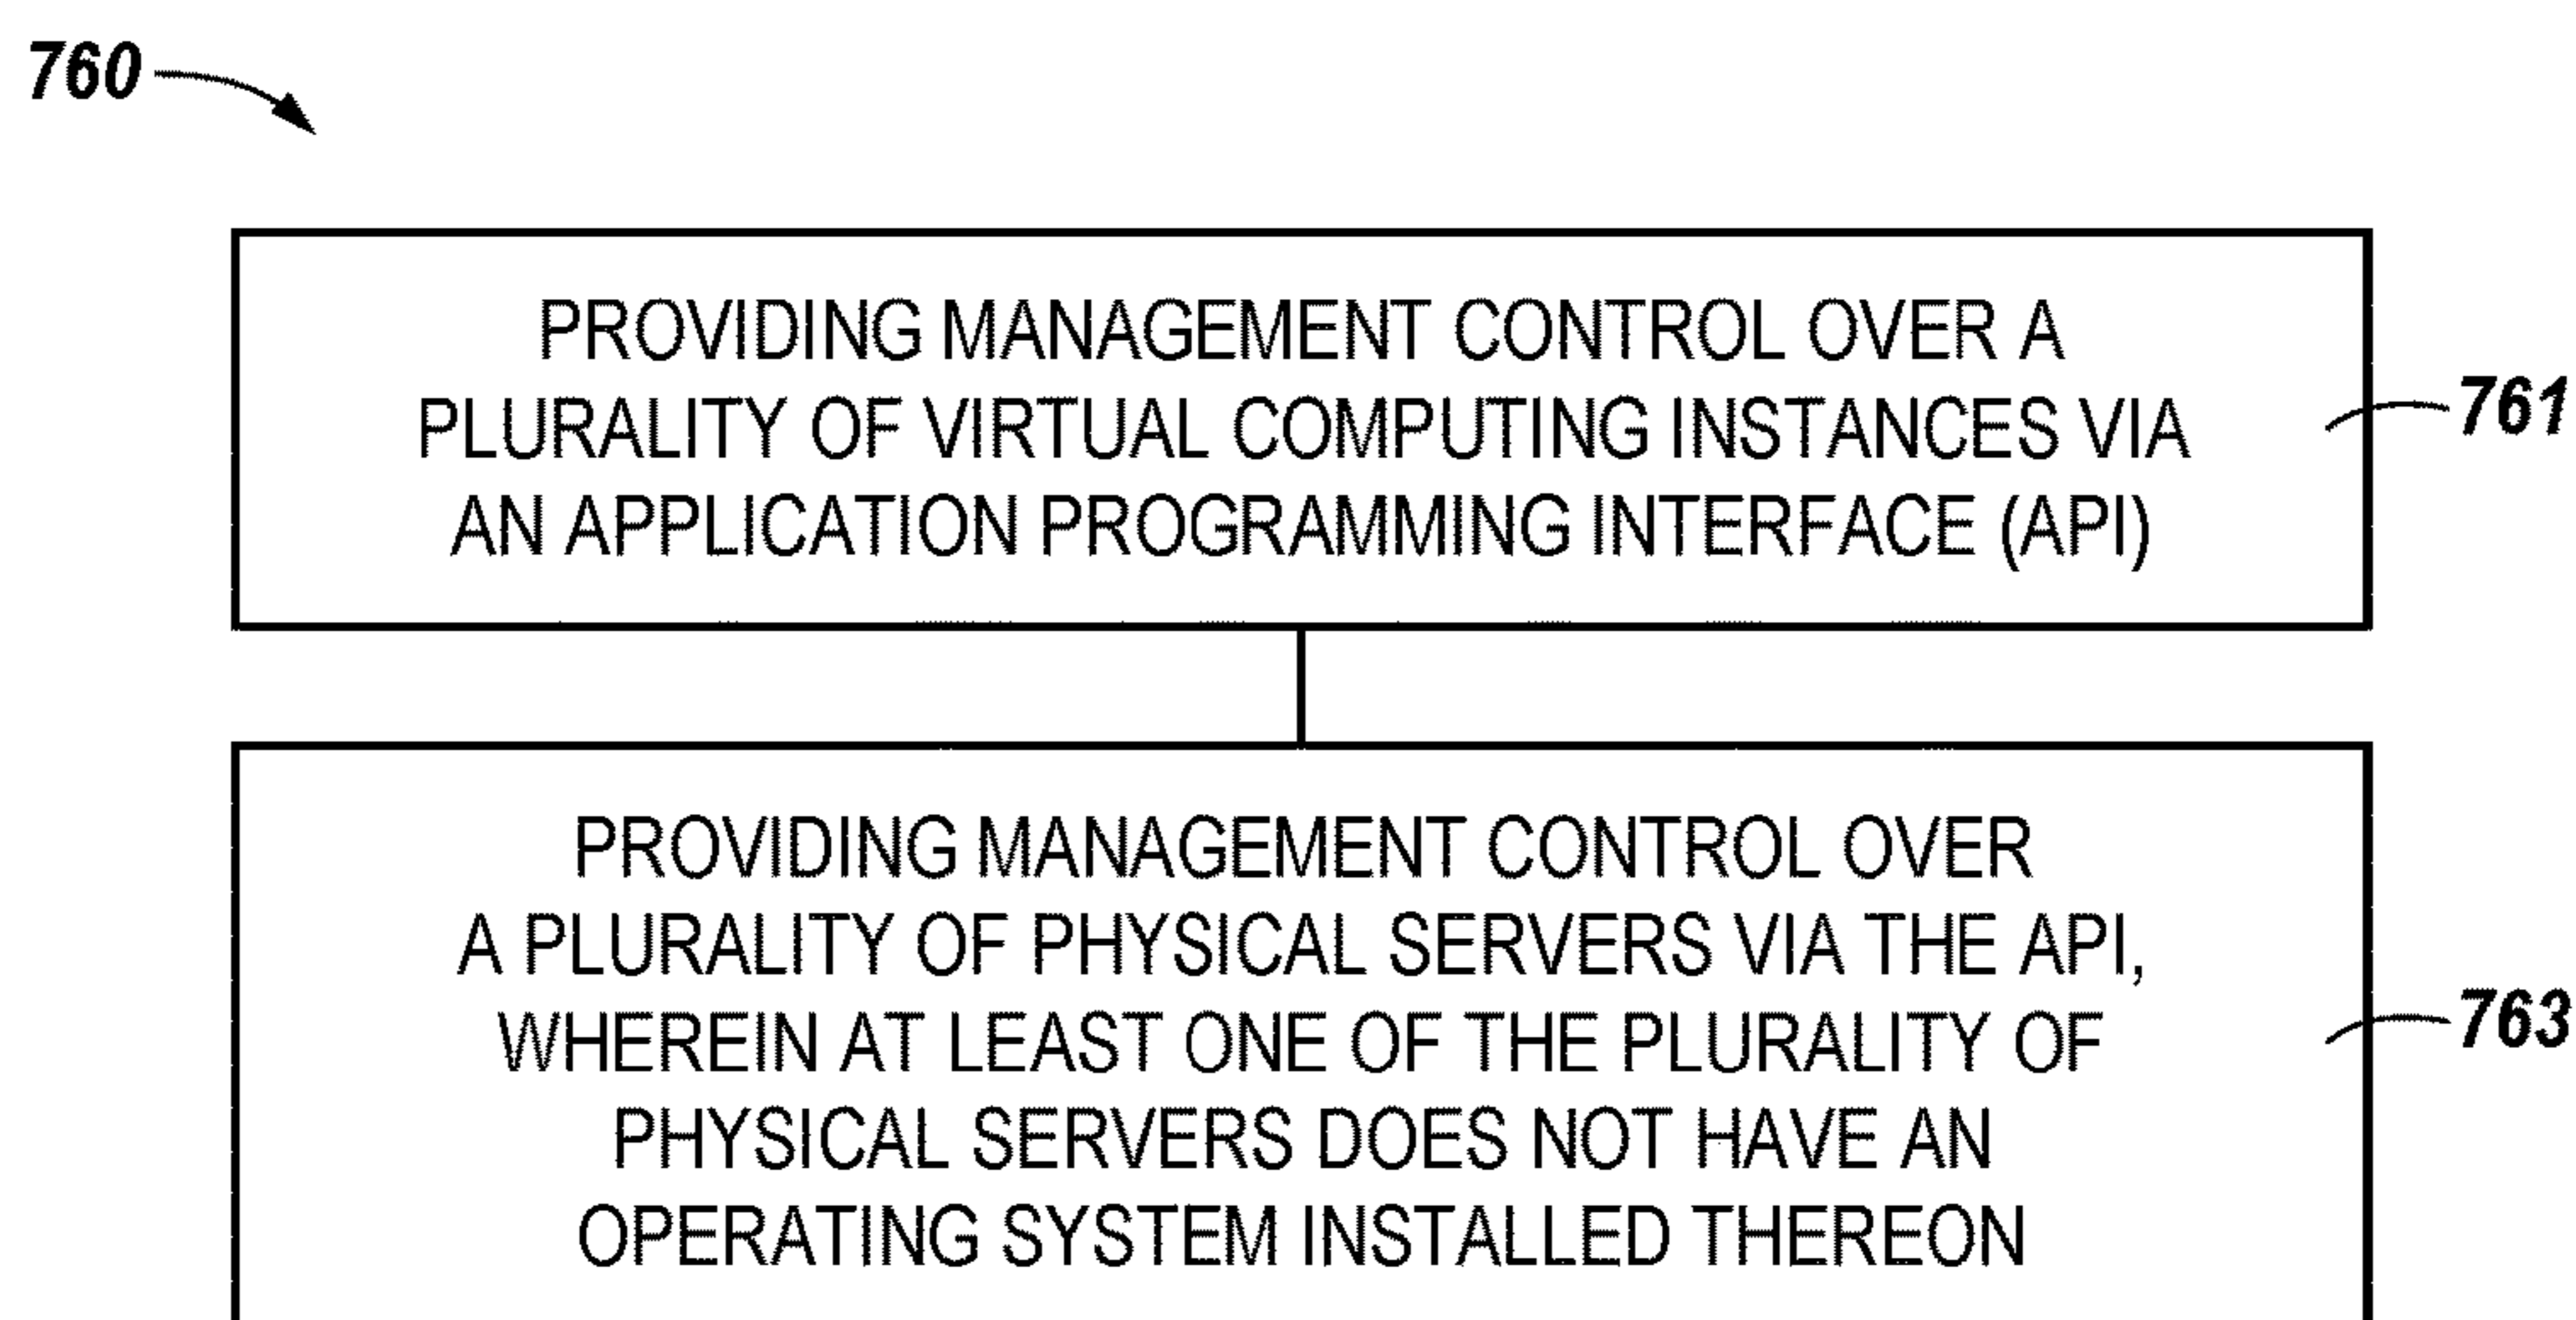 760
PROVIDING MANAGEMENT CONTROL OVER A
PLURALITY OF VIRTUAL COMPUTING INSTANCES VIA
AN APPLICATION PROGRAMMING INTERFACE (API)
761
PROVIDING MANAGEMENT CONTROL OVER
A PLURALITY OF PHYSICAL SERVERS VIA THE API,
WHEREIN AT LEAST ONE OF THE PLURALITY OF
PHYSICAL SERVERS DOES NOT HAVE AN
OPERATING SYSTEM INSTALLED THEREON
763